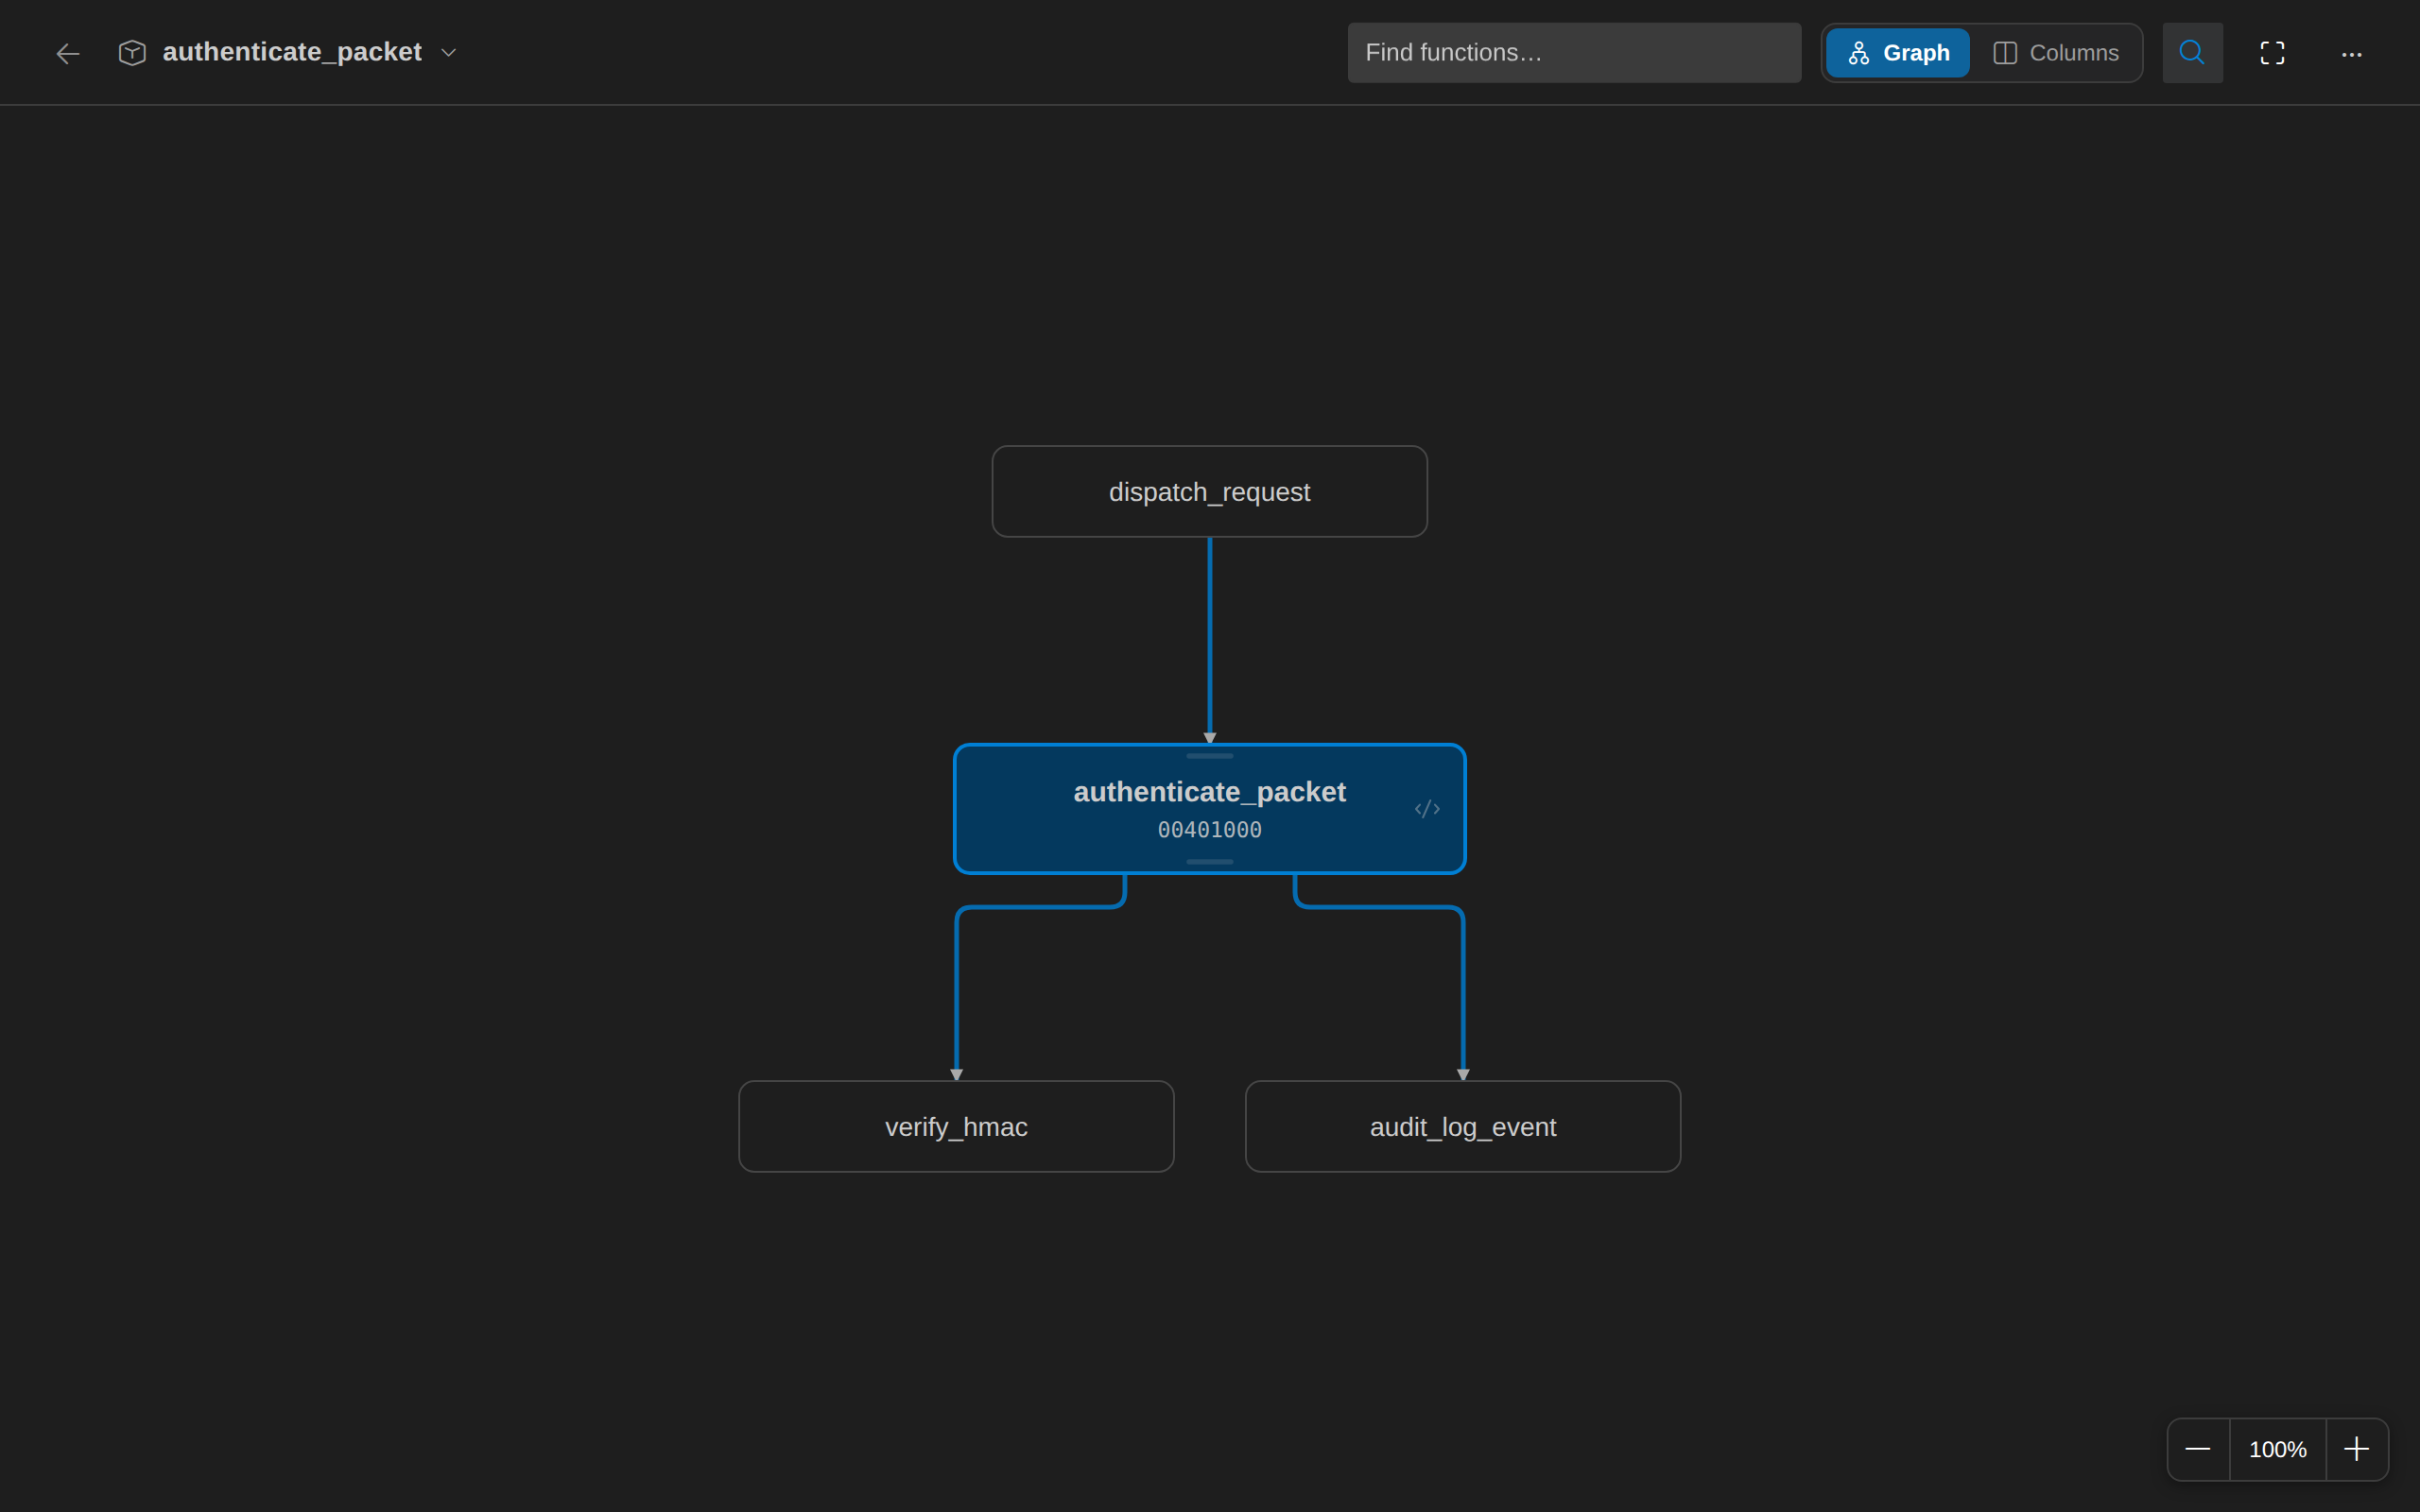 authenticate_packet
Find functions...
Graph
Columns
dispatch_request
authenticate_packet
00401000
verify_hmac
audit_log_event
100%